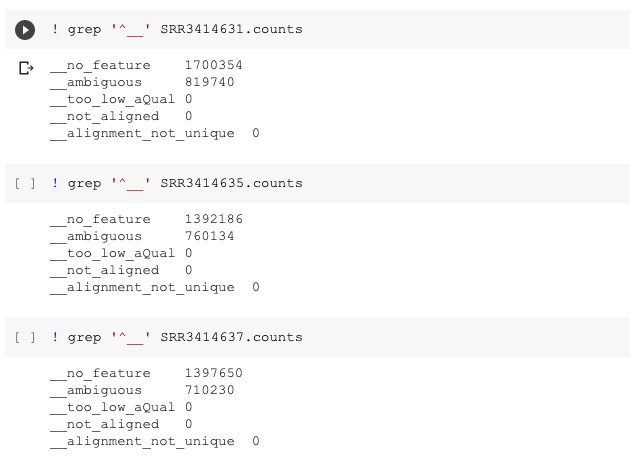 ! grep '^__' SRR3414631.counts
__no_feature 1700354
__ambiguous 819740
__too_low_aQual 0
__not_aligned 0
__alignment_not_unique 0
[ ] ! grep '^__' SRR3414635.counts
__no_feature 1392186
__ambiguous 760134
__too_low_aQual 0
__not_aligned 0
__alignment_not_unique 0
[ ] ! grep '^__' SRR3414637.counts
__no_feature 1397650
__ambiguous 710230
__too_low_aQual 0
__not_aligned 0
__alignment_not_unique 0